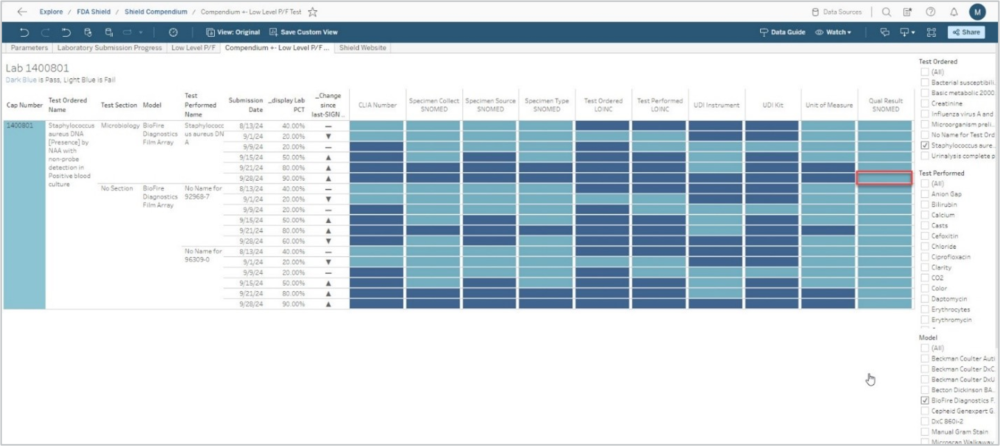 Explore / FDA Shield / Shield Compendium / Compendium +- Low Level P/F Test
Data Sources
M
View: Original
Save Custom View
Data Guide
Watch
Share
Parameters
Laboratory Submission Progress
Low Level P/F
Compendium +- Low Level P/F...
Shield Website
Lab 1400801
Dark Blue is Pass, Light Blue is Fail
Cap Number
Test Ordered
Name
Test Section
Model
Test
Performed
Name
Submission
Date
_display Lab
PCT
_Change
since
last-SIGN ..
CLIA Number
Specimen Collect
SNOMED
Specimen Source
SNOMED
Specimen Type
SNOMED
Test Ordered
LOINC
Test Performed
LOINC
UDI Instrument
UDI Kit
Unit of Measure
Qual Result
SNOMED
1400801
Staphylococcus
aureus DNA
[Presence] by
NAA with
non-probe
detection in
Positive blood
culture
Microbiology
BioFire
Diagnostics
Film Array
Staphylococc
us aureus DN
A
8/13/24 40.00% —
9/1/24 20.00% ▼
9/9/24 20.00% —
9/15/24 50.00% ▲
9/21/24 80.00% ▲
9/28/24 90.00% ▲
No Section
BioFire
Diagnostics
Film Array
No Name for
92968-7
8/13/24 40.00% —
9/1/24 20.00% ▼
9/9/24 20.00% —
9/15/24 50.00% ▲
9/21/24 80.00% ▲
9/28/24 60.00% ▼
No Name for
96309-0
8/13/24 40.00% —
9/1/24 20.00% ▼
9/9/24 20.00% —
9/15/24 50.00% ▲
9/21/24 80.00% ▲
9/28/24 90.00% ▲
Test Ordered
(All)
Bacterial susceptibili..
Basic metabolic 2000
Creatinine
Influenza virus A and
Microorganism preli..
No Name for Test Ord
Staphylococcus aure..
Urinalysis complete p
Test Performed
(All)
Anion Gap
Bilirubin
Calcium
Casts
Cefoxitin
Chloride
Ciprofloxacin
Clarity
CO2
Color
Daptomycin
Erythrocytes
Erythromycin
Model
(All)
Beckman Coulter Auti
Beckman Coulter DxC
Beckman Coulter DxU
Becton Dickinson BA..
BioFire Diagnostics F.
Cepheid Genexpert G.
DxC 860i-2
Manual Gram Stain
Microscan Walkaway